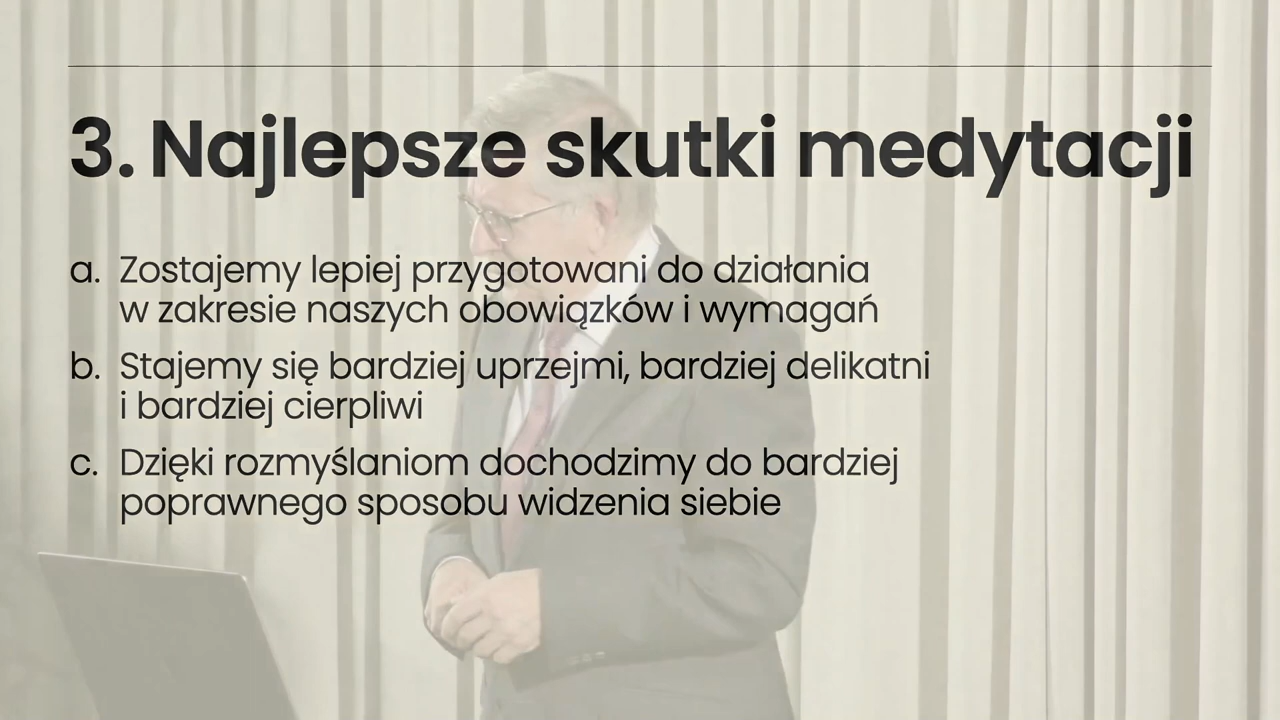 3. Najlepsze skutki medytacji
a. Zostajemy lepiej przygotowani do działania
w zakresie naszych obowiązków i wymagań
b. Stajemy się bardziej uprzejmi, bardziej delikatni
i bardziej cierpliwi
c. Dzięki rozmyślaniom dochodzimy do bardziej
poprawnego sposobu widzenia siebie